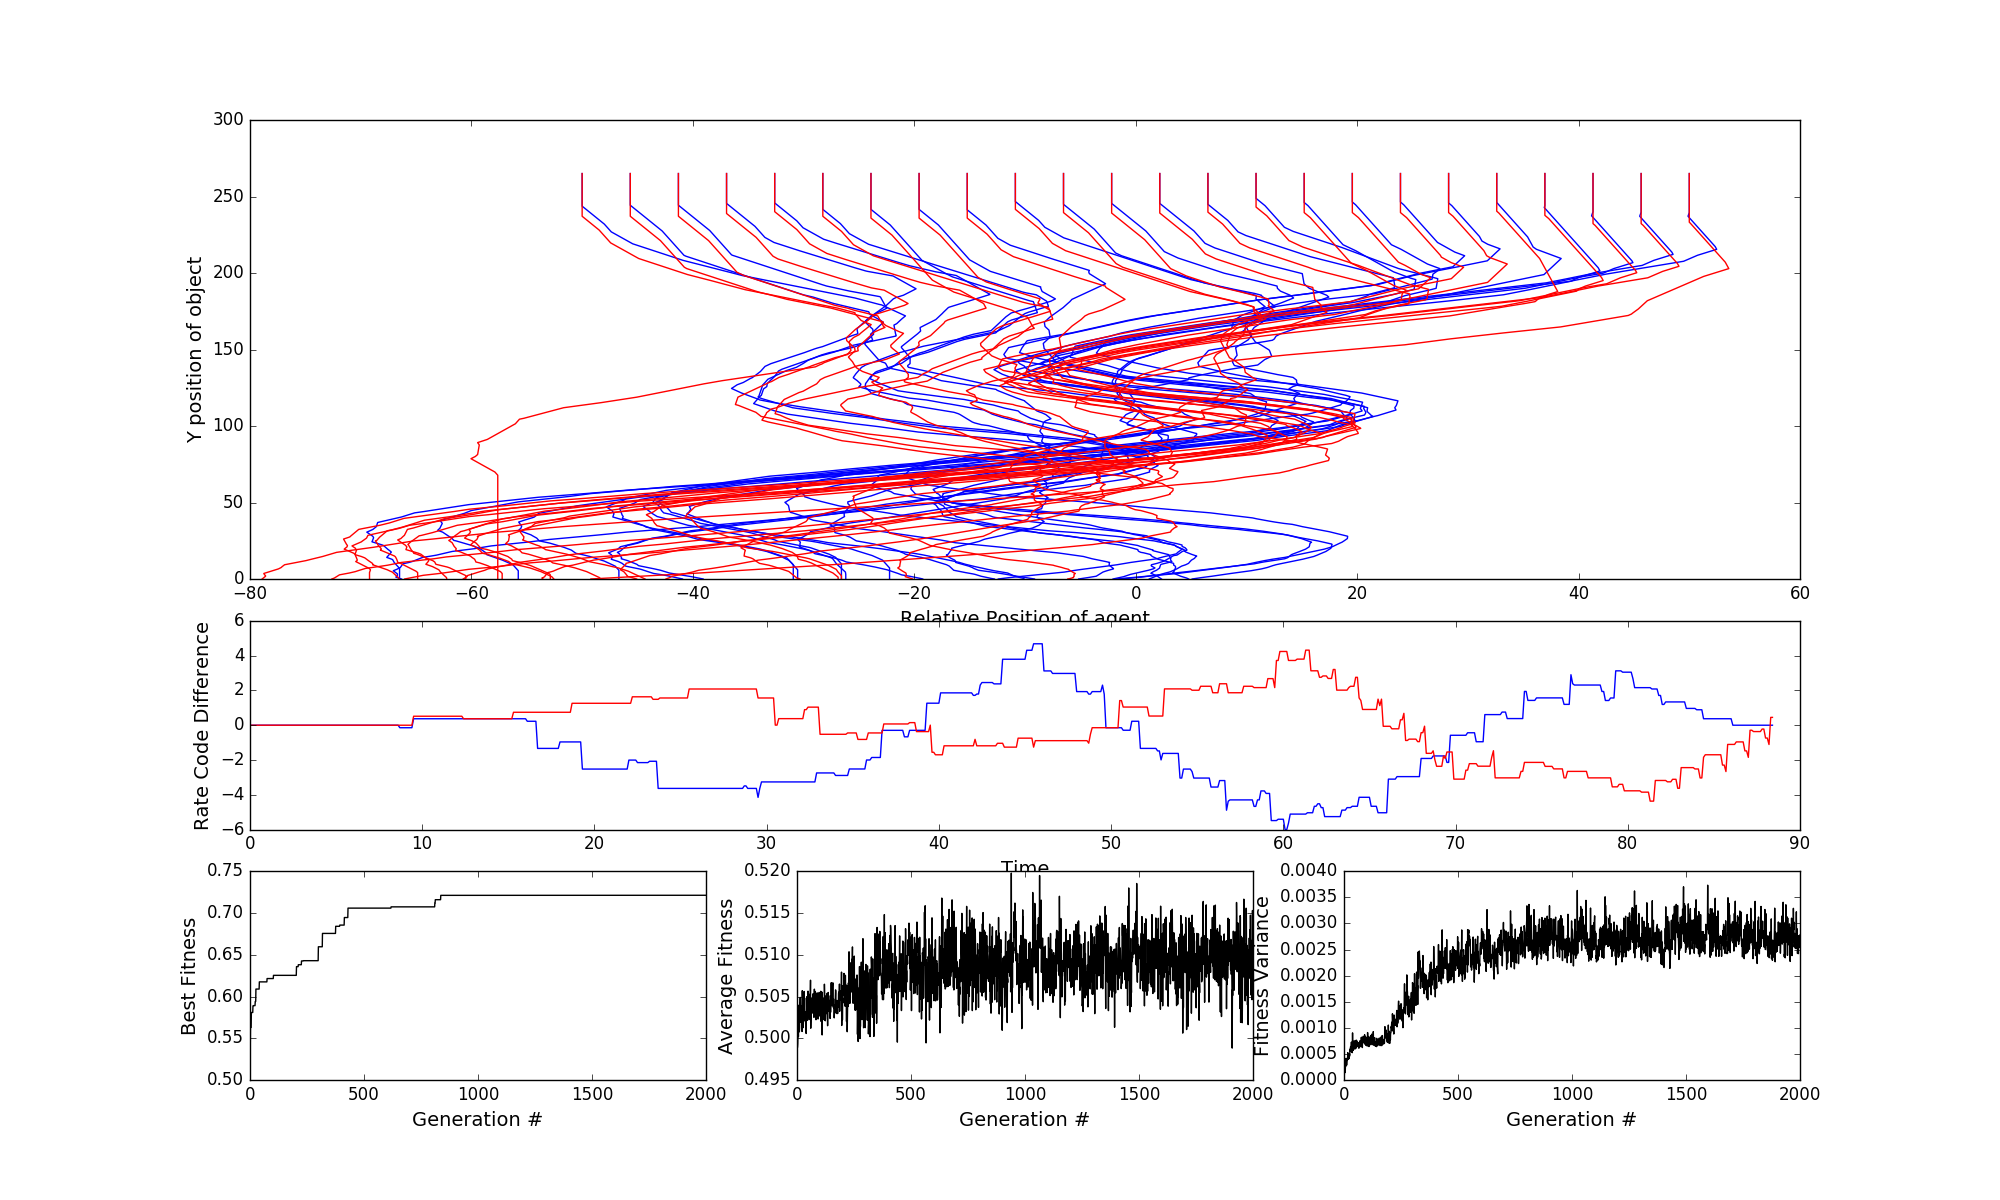 300
250
200
150
100
50
0
Y position of object
−80 −60 −40 −20 0 20 40 60
Relative Position of agent
6
4
2
0
−2
−4
−6
Rate Code Difference
0 10 20 30 40 50 60 70 80 90
Time
0.75
0.70
0.65
0.60
0.55
0.50
Best Fitness
0 500 1000 1500 2000
Generation #
0.520
0.515
0.510
0.505
0.500
0.495
Average Fitness
0 500 1000 1500 2000
Generation #
0.0040
0.0035
0.0030
0.0025
0.0020
0.0015
0.0010
0.0005
0.0000
Fitness Variance
0 500 1000 1500 2000
Generation #